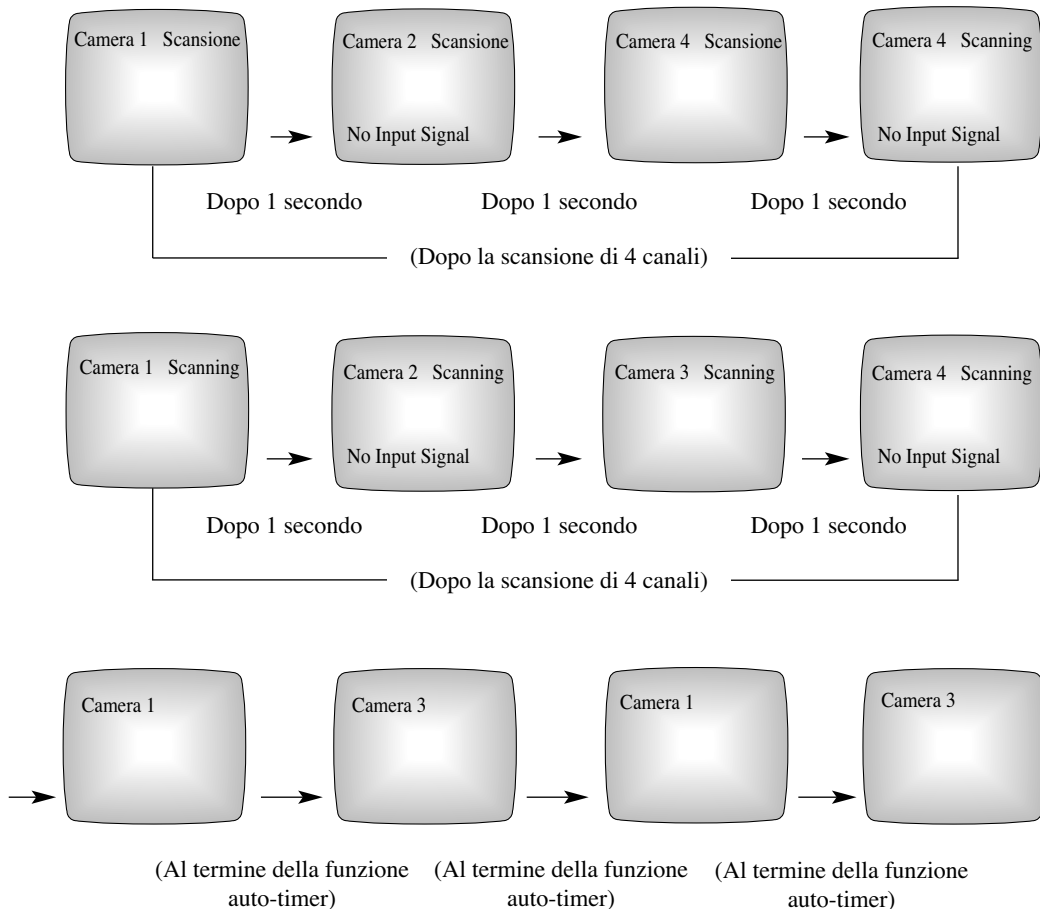 Camera 1 Scansione
Camera 2 Scansione
Camera 4 Scansione
Camera 4 Scanning
No Input Signal
No Input Signal
Dopo 1 secondo
Dopo 1 secondo
Dopo 1 secondo
(Dopo la scansione di 4 canali)
Camera 1 Scanning
Camera 2 Scanning
Camera 3 Scanning
Camera 4 Scanning
No Input Signal
No Input Signal
Dopo 1 secondo
Dopo 1 secondo
Dopo 1 secondo
(Dopo la scansione di 4 canali)
Camera 1
Camera 3
Camera 1
Camera 3
(Al termine della funzione
auto-timer)
(Al termine della funzione
auto-timer)
(Al termine della funzione
auto-timer)